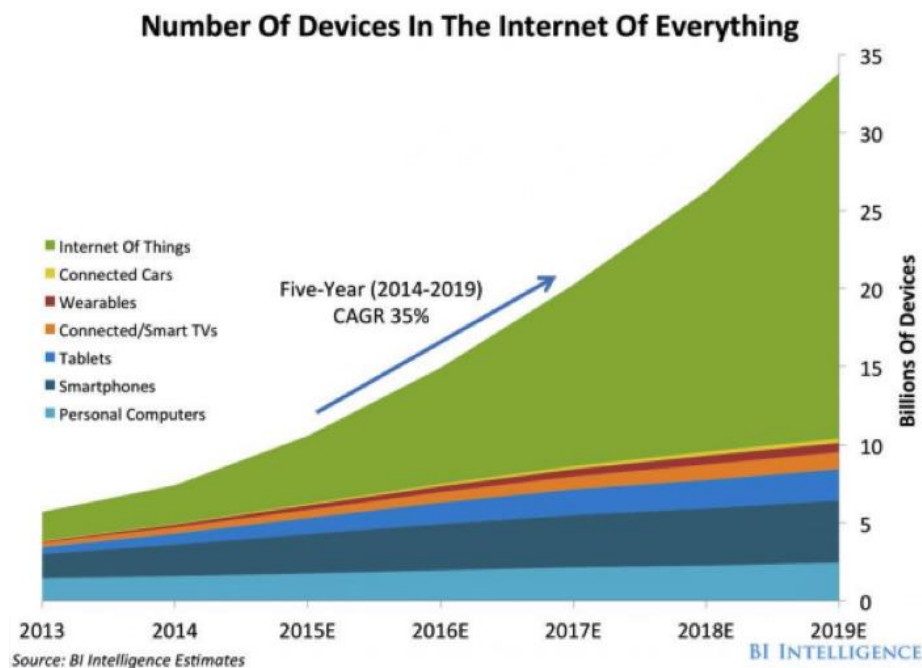 Number Of Devices In The Internet Of Everything
35
30
25
20
15
10
5
0
Billions Of Devices
Internet Of Things
Connected Cars
Wearables
Connected/Smart TVs
Tablets
Smartphones
Personal Computers
Five-Year (2014-2019)
CAGR 35%
2013 2014 2015E 2016E 2017E 2018E 2019E
Source: BI Intelligence Estimates
BI INTELLIGENCE